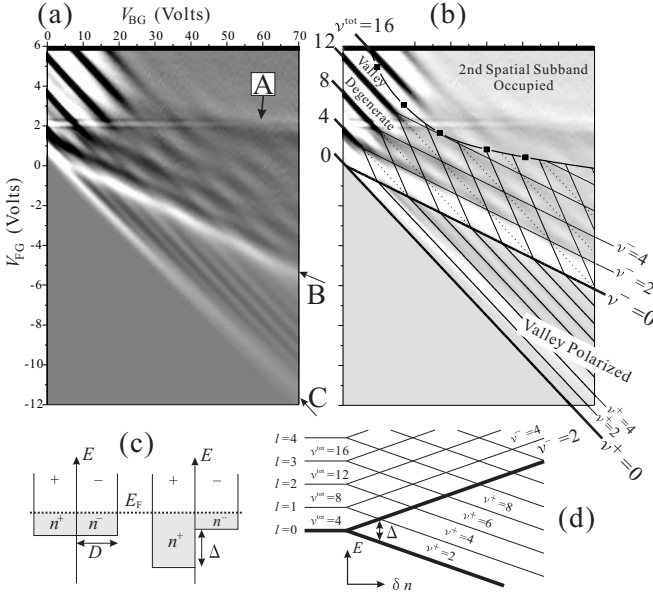 (a)
V_BG (Volts)
0 10 20 30 40 50 60 70
6
4
2
0
-2
-4
-6
-8
-10
-12
V_FG (Volts)
A
B
C
(b)
ν^tot=16
12
8
4
0
Valley
Degenerate
2nd Spatial Subband
Occupied
ν^-=4
ν^-=2
ν^-=0
Valley Polarized
ν^+=4
ν^+=2
ν^+=0
(c)
E
+ −
n^+ n^-
D
E_F
E
+ −
n^+
n^-
Δ
(d)
l=4
l=3
l=2
l=1
l=0
ν^tot=16
ν^tot=12
ν^tot=8
ν^tot=4
ν^-=4
ν^-=2
ν^+=8
ν^+=6
ν^+=4
ν^+=2
Δ
E
δ n